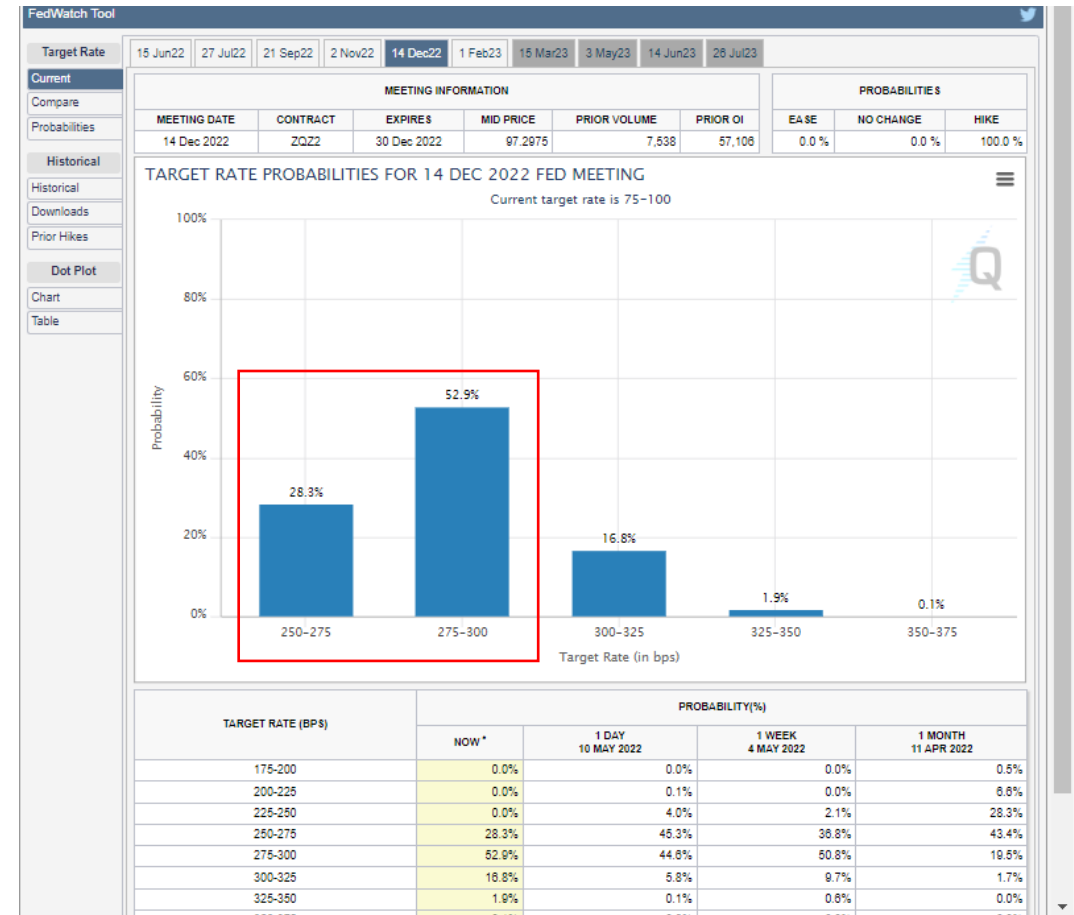 FedWatch Tool
Target Rate
Current
Compare
Probabilities
Historical
Historical
Downloads
Prior Hikes
Dot Plot
Chart
Table
15 Jun22 27 Jul22 21 Sep22 2 Nov22 14 Dec22 1 Feb23 15 Mar23 3 May23 14 Jun23 26 Jul23
MEETING INFORMATION
MEETING DATE CONTRACT EXPIRES MID PRICE PRIOR VOLUME PRIOR OI
14 Dec 2022 ZQZ2 30 Dec 2022 97.2975 7,538 57,106
PROBABILITIES
EASE NO CHANGE HIKE
0.0 % 0.0 % 100.0 %
TARGET RATE PROBABILITIES FOR 14 DEC 2022 FED MEETING
Current target rate is 75-100
Q
Probability
100%
80%
60%
40%
20%
0%
28.3%
52.9%
16.8%
1.9%
0.1%
250-275 275-300 300-325 325-350 350-375
Target Rate (in bps)
TARGET RATE (BPS) PROBABILITY(%)
NOW * 1 DAY 1 WEEK 1 MONTH
10 MAY 2022 4 MAY 2022 11 APR 2022
175-200 0.0% 0.0% 0.0% 0.5%
200-225 0.0% 0.1% 0.0% 6.6%
225-250 0.0% 4.0% 2.1% 28.3%
250-275 28.3% 45.3% 36.8% 43.4%
275-300 52.9% 44.6% 50.8% 19.5%
300-325 16.8% 5.8% 9.7% 1.7%
325-350 1.9% 0.1% 0.6% 0.0%